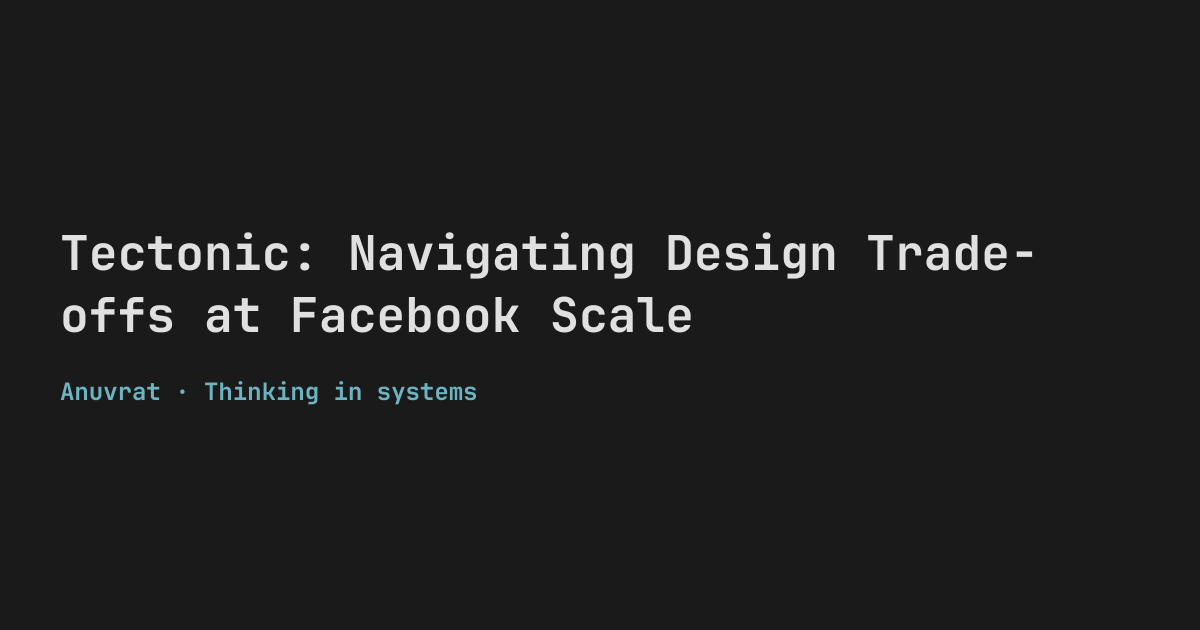 Tectonic: Navigating Design Trade-
offs at Facebook Scale
Anuvrat · Thinking in systems